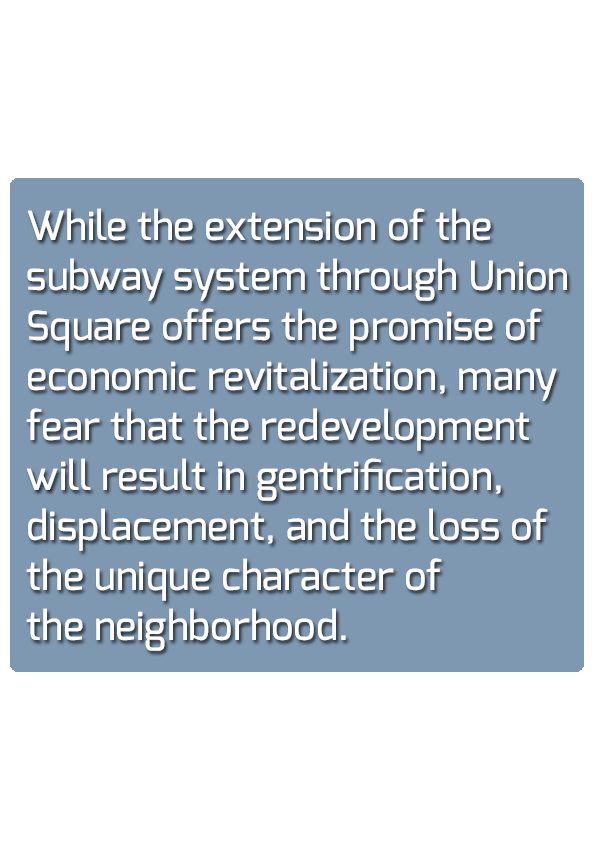 While the extension of the
subway system through Union
Square offers the promise of
economic revitalization, many
fear that the redevelopment
will result in gentrification,
displacement, and the loss of
the unique character of
the neighborhood.